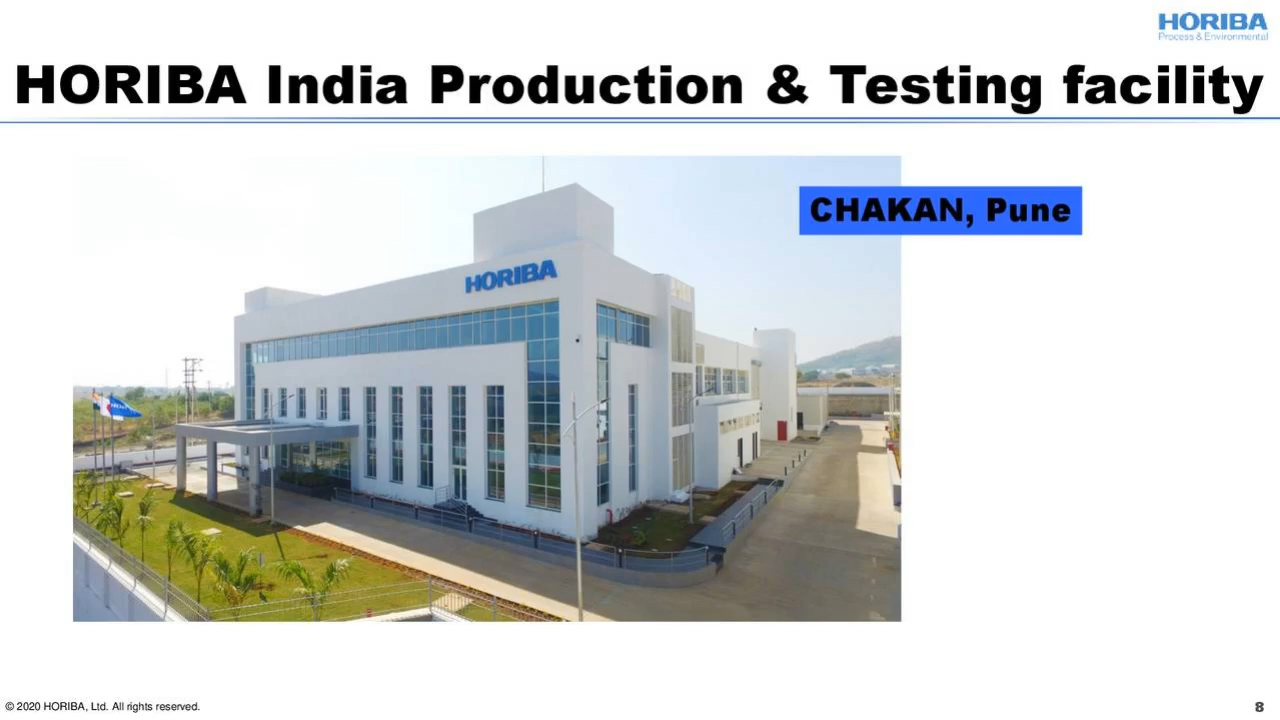 HORIBA
Process & Environmental
HORIBA India Production & Testing facility
CHAKAN, Pune
HORIBA
© 2020 HORIBA, Ltd. All rights reserved.
8